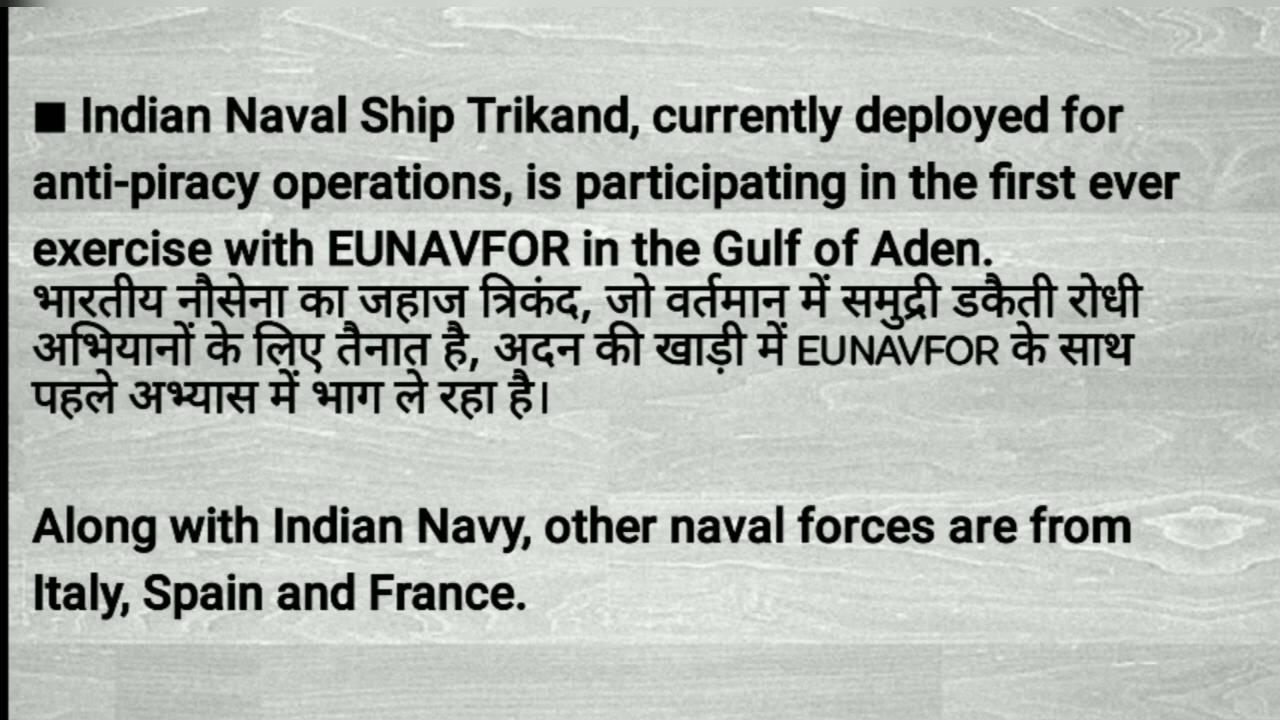 ■ Indian Naval Ship Trikand, currently deployed for
anti-piracy operations, is participating in the first ever
exercise with EUNAVFOR in the Gulf of Aden.
भारतीय नौसेना का जहाज त्रिकंद, जो वर्तमान में समुद्री डकैती रोधी
अभियानों के लिए तैनात है, अदन की खाड़ी में EUNAVFOR के साथ
पहले अभ्यास में भाग ले रहा है।
Along with Indian Navy, other naval forces are from
Italy, Spain and France.